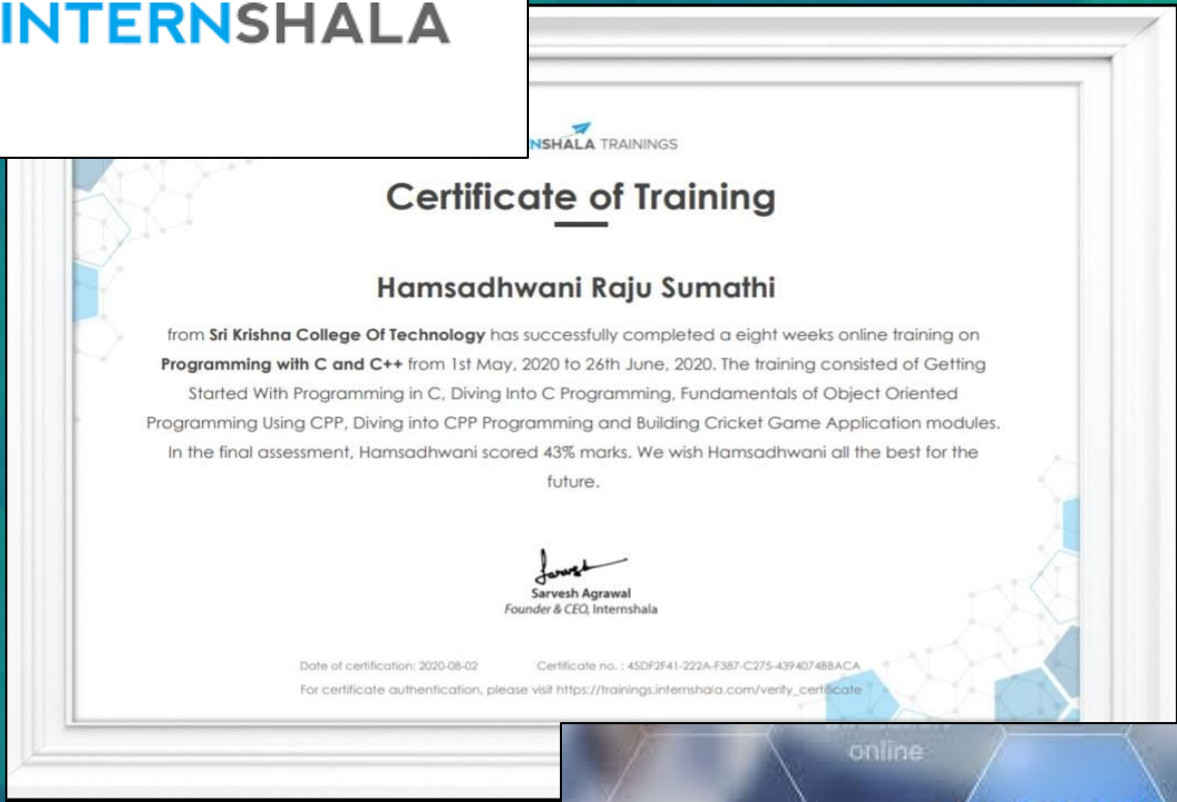 INTERNSHALA
NSHALA TRAININGS
Certificate of Training
Hamsadhwani Raju Sumathi
from Sri Krishna College Of Technology has successfully completed a eight weeks online training on
Programming with C and C++ from 1st May, 2020 to 26th June, 2020. The training consisted of Getting
Started With Programming in C, Diving Into C Programming, Fundamentals of Object Oriented
Programming Using CPP, Diving into CPP Programming and Building Cricket Game Application modules.
In the final assessment, Hamsadhwani scored 43% marks. We wish Hamsadhwani all the best for the
future.
Sarvesh Agrawal
Founder & CEO, Internshala
Date of certification: 2020-08-02 Certificate no. : 45DF2F41-222A-F387-C275-43940748BACA
For certificate authentication, please visit https://trainings.internshala.com/verify_certificate
online